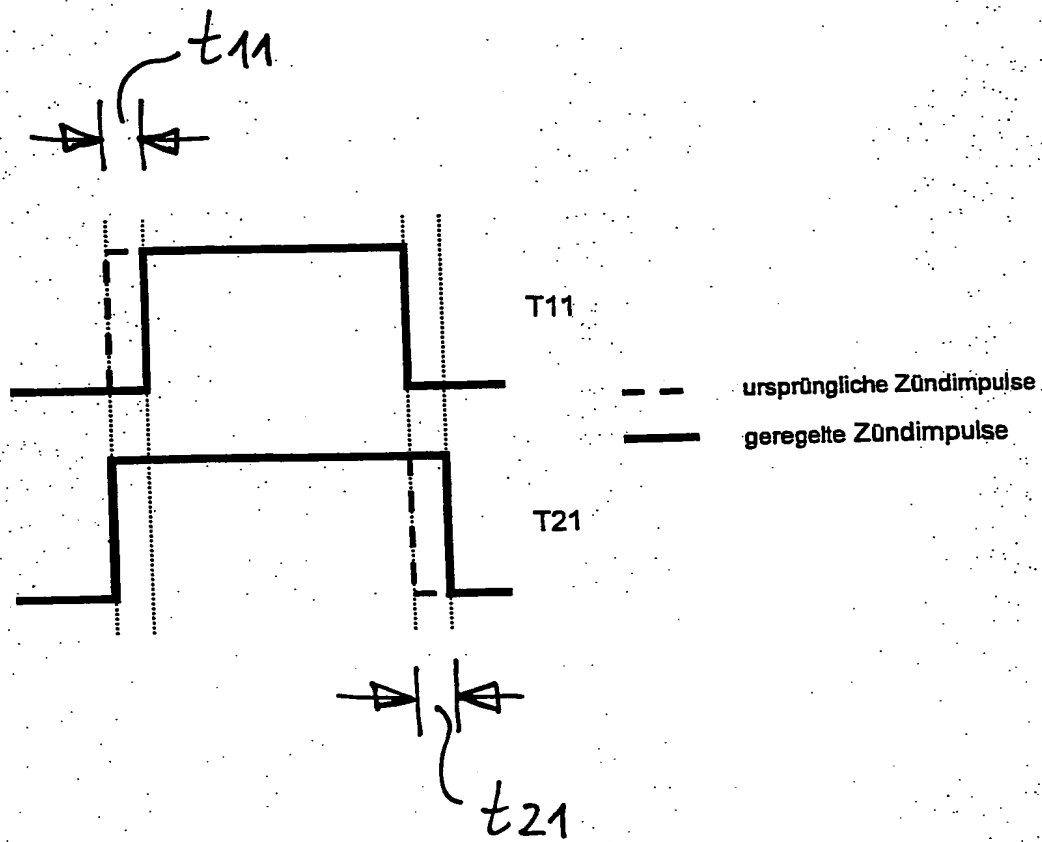 t11
T11
ursprüngliche Zündimpulse
geregelte Zündimpulse
T21
t21